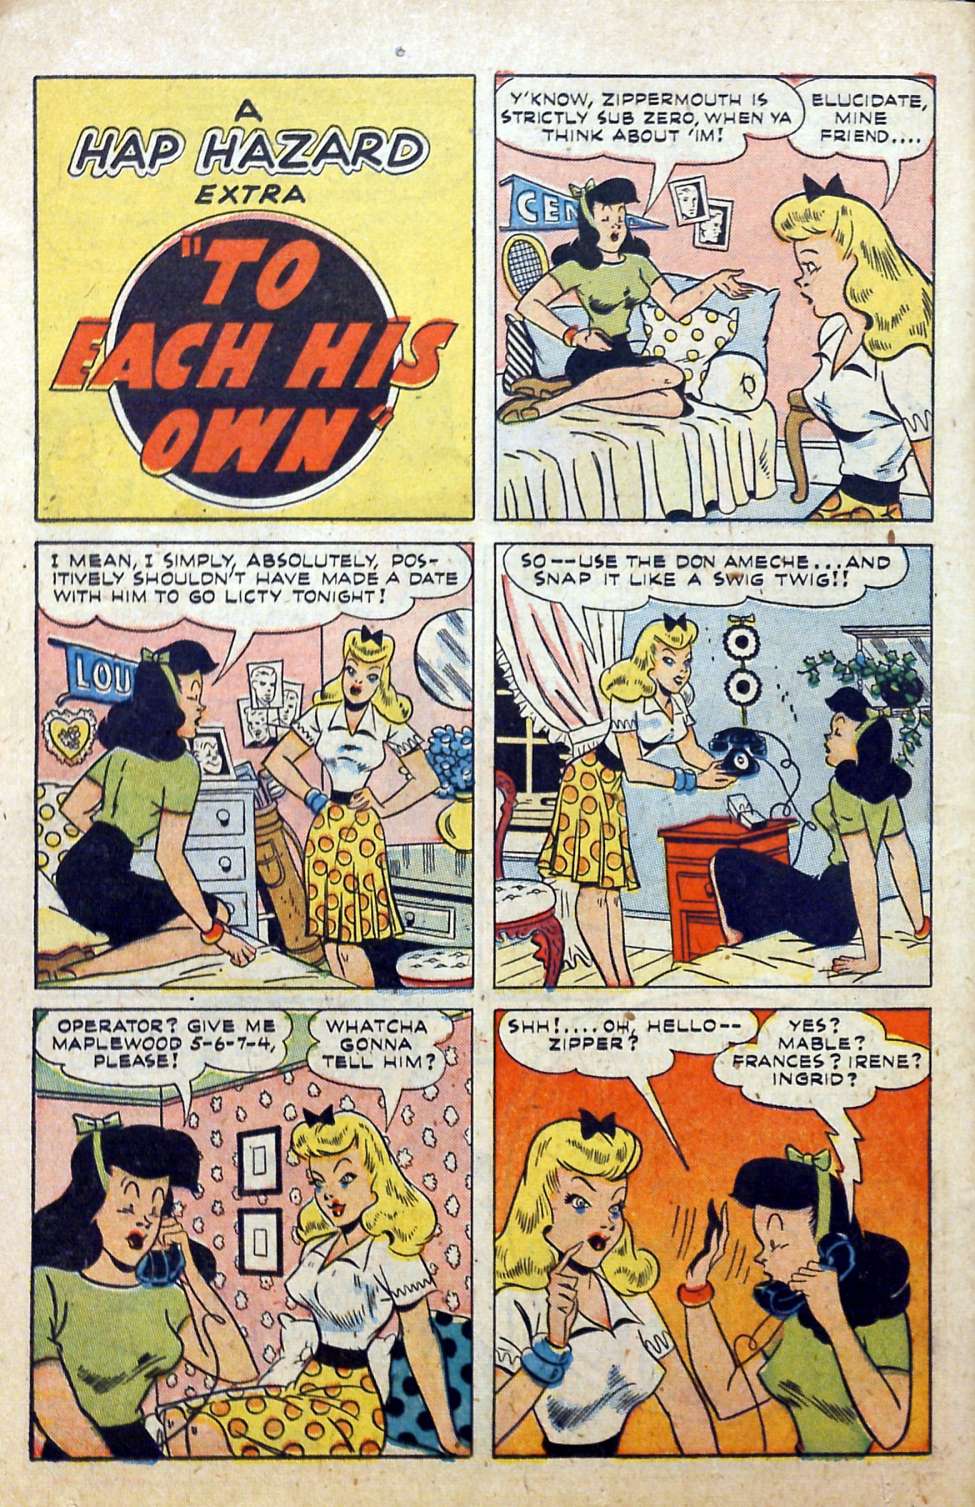 A
HAP HAZARD
EXTRA
"TO
EACH HIS
OWN"
Y'KNOW, ZIPPERMOUTH IS
STRICTLY SUB ZERO, WHEN YA
THINK ABOUT 'IM!
ELUCIDATE,
MINE
FRIEND....
CEN
I MEAN, I SIMPLY, ABSOLUTELY, POS-
ITIVELY SHOULDN'T HAVE MADE A DATE
WITH HIM TO GO LICTY TONIGHT!
LOU
SO--USE THE DON AMECHE...AND
SNAP IT LIKE A SWIG TWIG!!
OPERATOR? GIVE ME
MAPLEWOOD 5-6-7-4,
PLEASE!
WHATCHA
GONNA
TELL HIM?
SHH!....OH, HELLO--
ZIPPER?
YES?
MABLE?
FRANCES? IRENE?
INGRID?